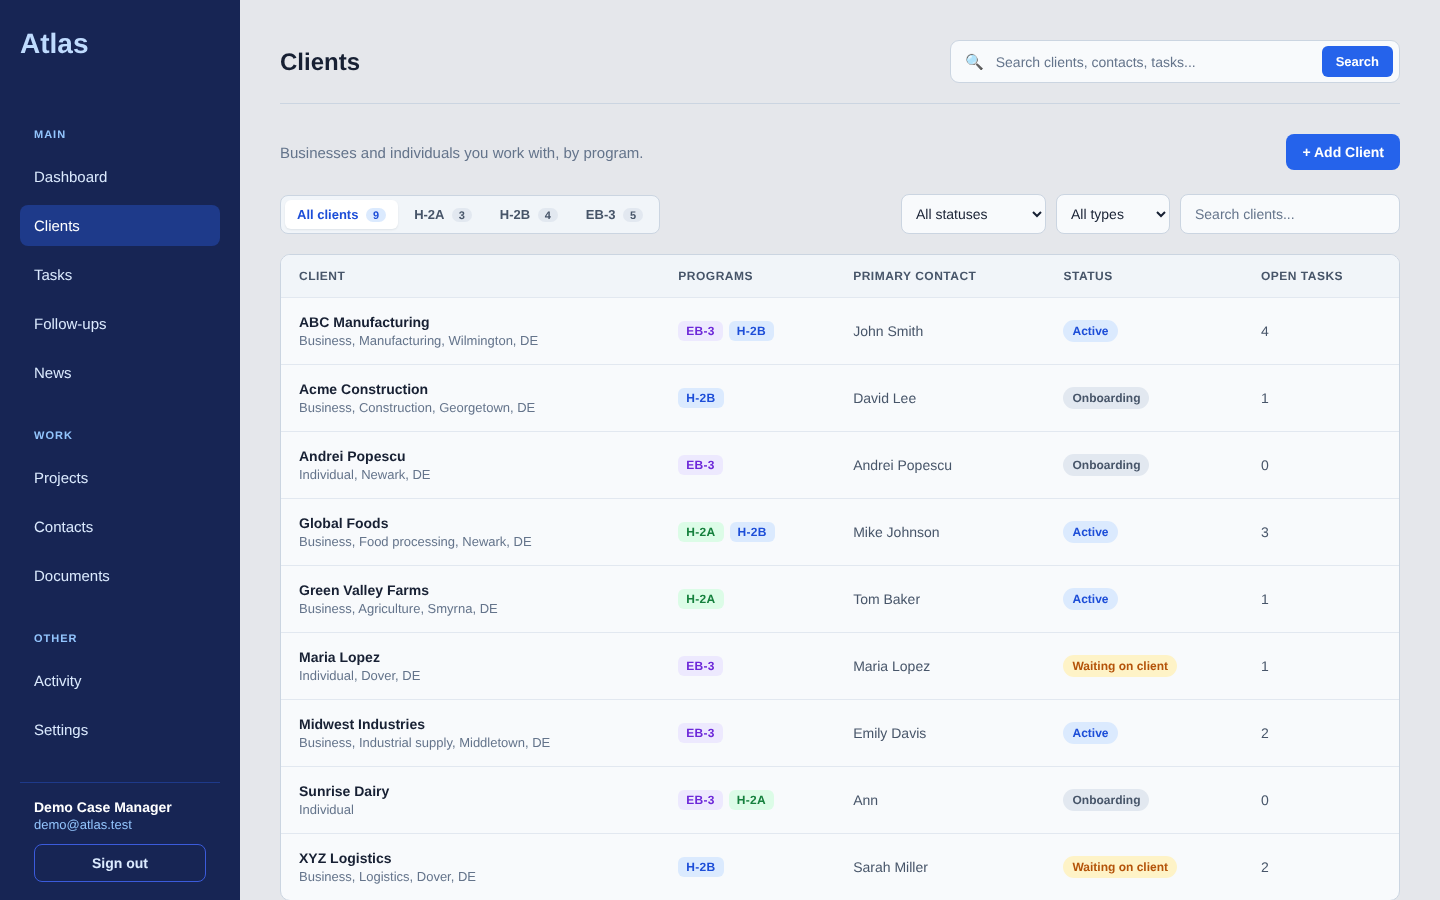 Atlas
MAIN
Dashboard
Clients
Tasks
Follow-ups
News
WORK
Projects
Contacts
Documents
OTHER
Activity
Settings
Demo Case Manager
demo@atlas.test
Sign out
Clients
Search clients, contacts, tasks...
Search
Businesses and individuals you work with, by program.
+ Add Client
All clients 9 H-2A 3 H-2B 4 EB-3 5
All statuses All types Search clients...
CLIENT PROGRAMS PRIMARY CONTACT STATUS OPEN TASKS
ABC Manufacturing
Business, Manufacturing, Wilmington, DE
EB-3 H-2B John Smith Active 4
Acme Construction
Business, Construction, Georgetown, DE
H-2B David Lee Onboarding 1
Andrei Popescu
Individual, Newark, DE
EB-3 Andrei Popescu Onboarding 0
Global Foods
Business, Food processing, Newark, DE
H-2A H-2B Mike Johnson Active 3
Green Valley Farms
Business, Agriculture, Smyrna, DE
H-2A Tom Baker Active 1
Maria Lopez
Individual, Dover, DE
EB-3 Maria Lopez Waiting on client 1
Midwest Industries
Business, Industrial supply, Middletown, DE
EB-3 Emily Davis Active 2
Sunrise Dairy
Individual
EB-3 H-2A Ann Onboarding 0
XYZ Logistics
Business, Logistics, Dover, DE
H-2B Sarah Miller Waiting on client 2